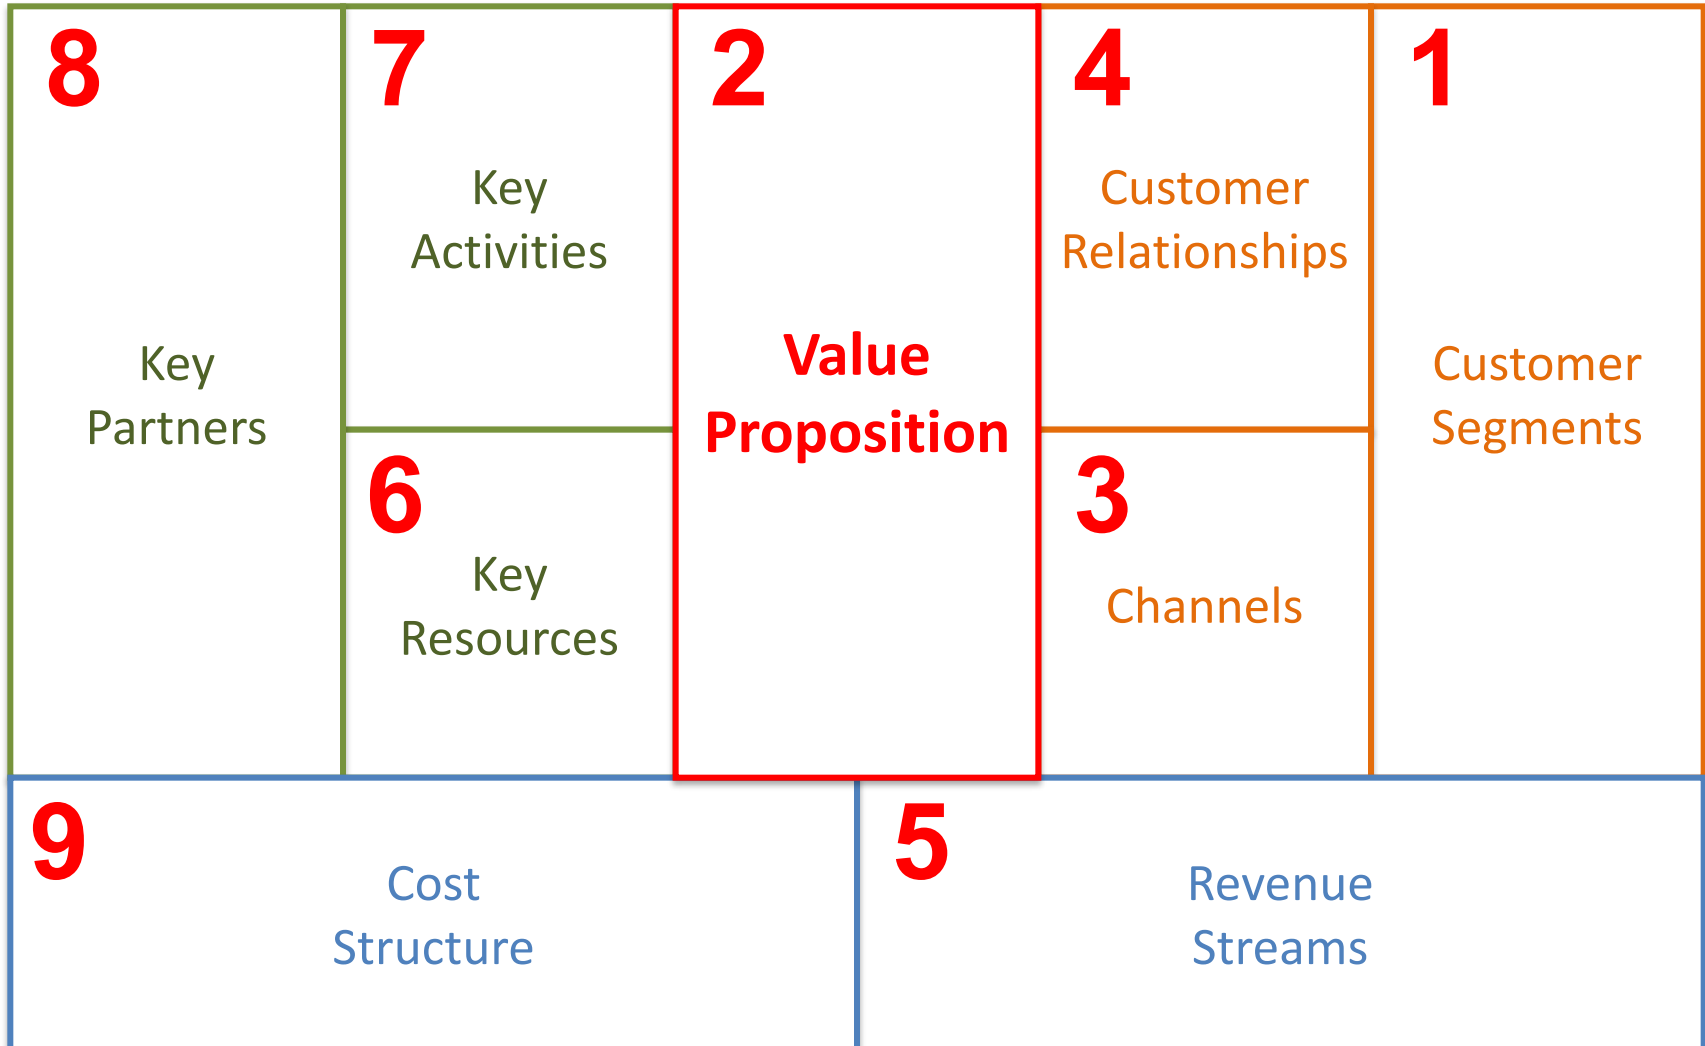 8
Key
Partners
7
Key
Activities
6
Key
Resources
2
Value
Proposition
4
Customer
Relationships
3
Channels
1
Customer
Segments
9
Cost
Structure
5
Revenue
Streams